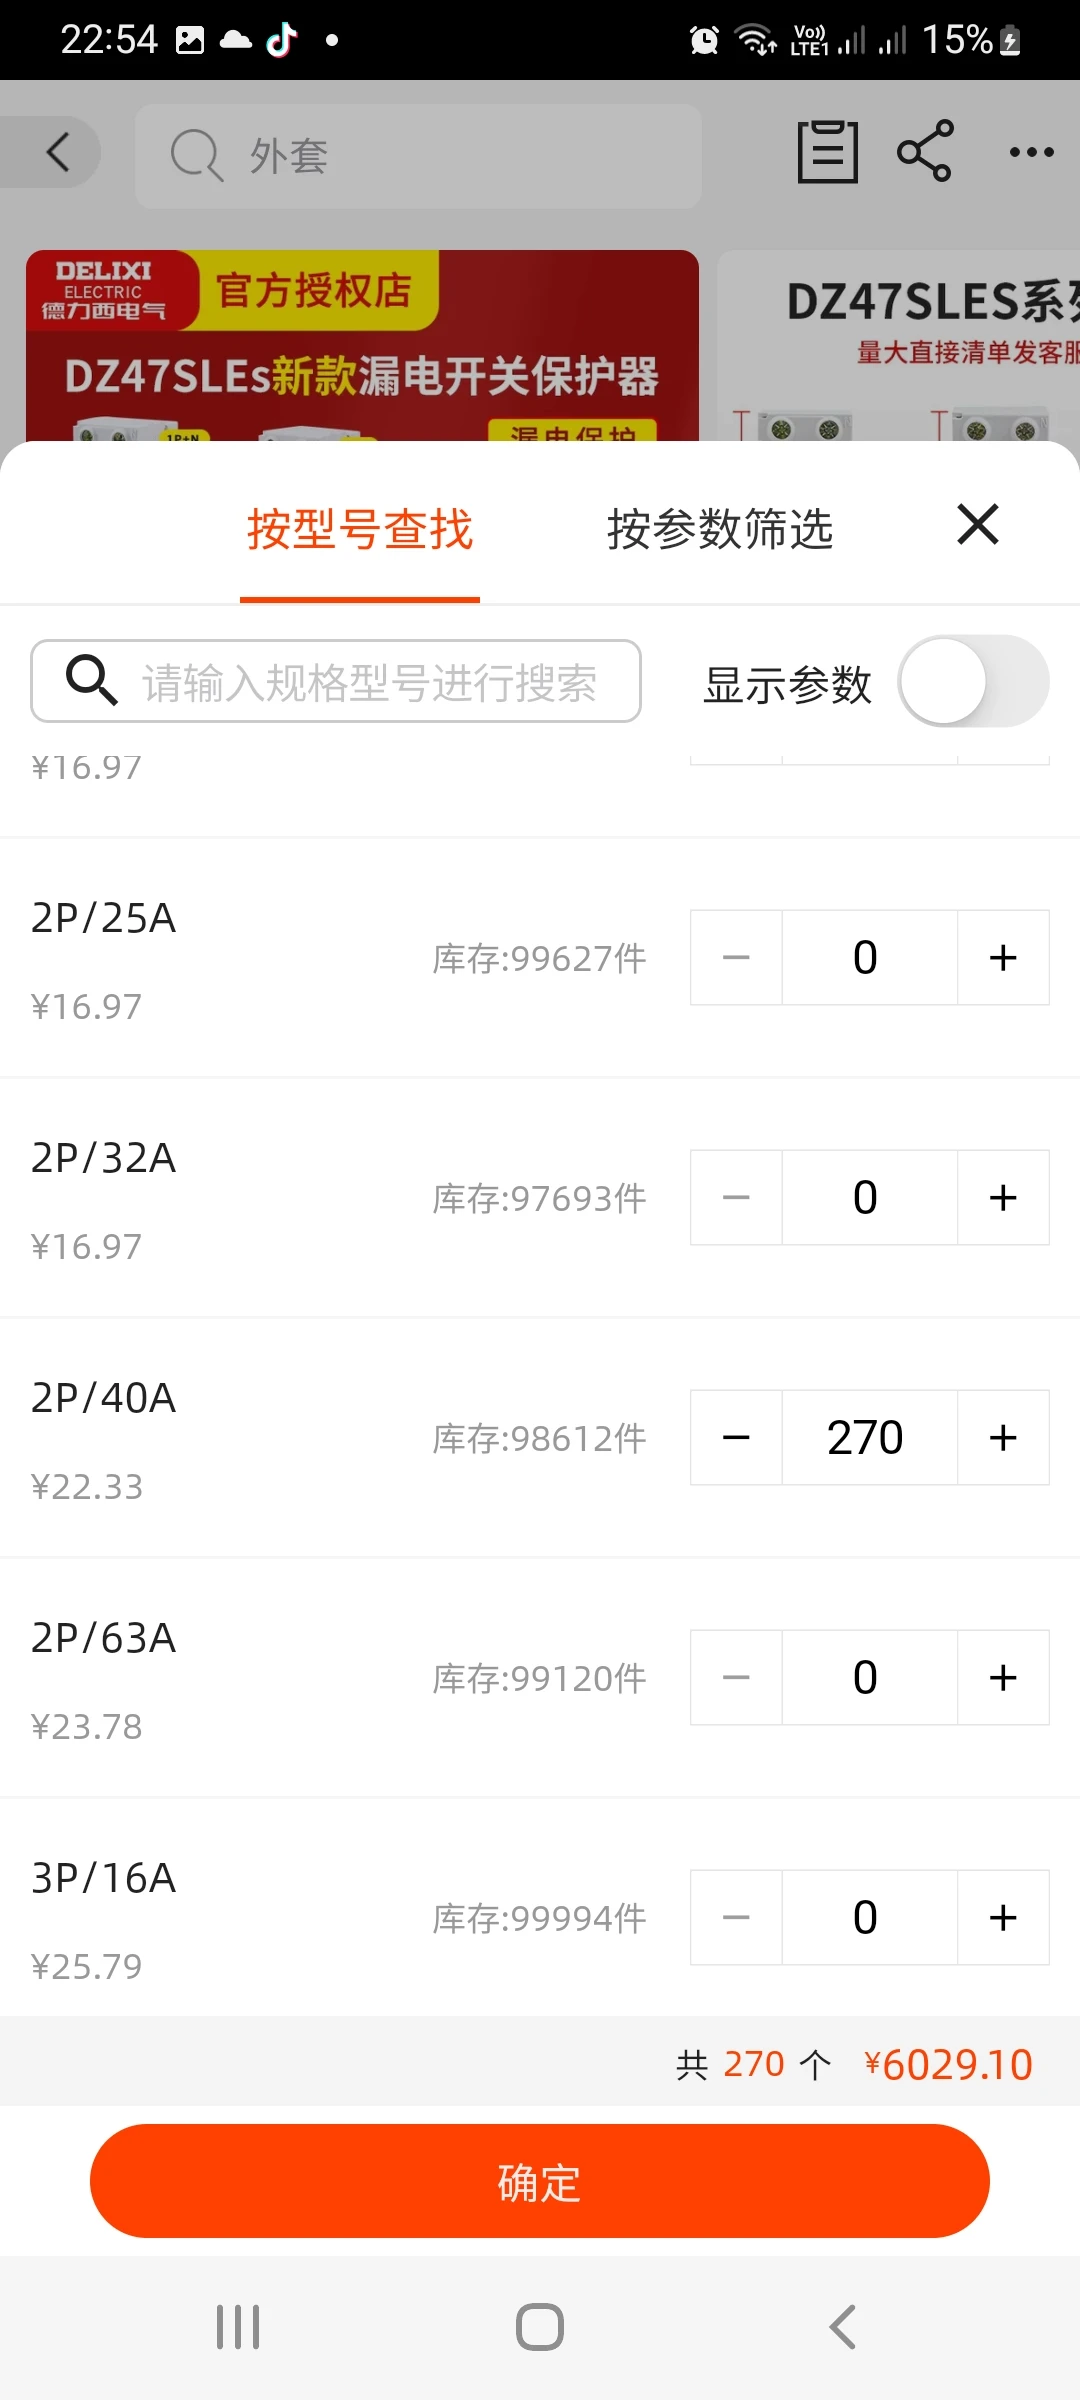 22:54
Vo)) LTE1
15%
外套
DELIXI
ELECTRIC
德力西电气
官方授权店
DZ47SLEs新款漏电开关保护器
1P+N
漏电保护
DZ47SLES系列
量大直接清单发客服
按型号查找
按参数筛选
请输入规格型号进行搜索
显示参数
¥16.97
2P/25A
库存:99627件
0
¥16.97
2P/32A
库存:97693件
0
¥16.97
2P/40A
库存:98612件
270
¥22.33
2P/63A
库存:99120件
0
¥23.78
3P/16A
库存:99994件
0
¥25.79
共 270 个 ¥6029.10
确定